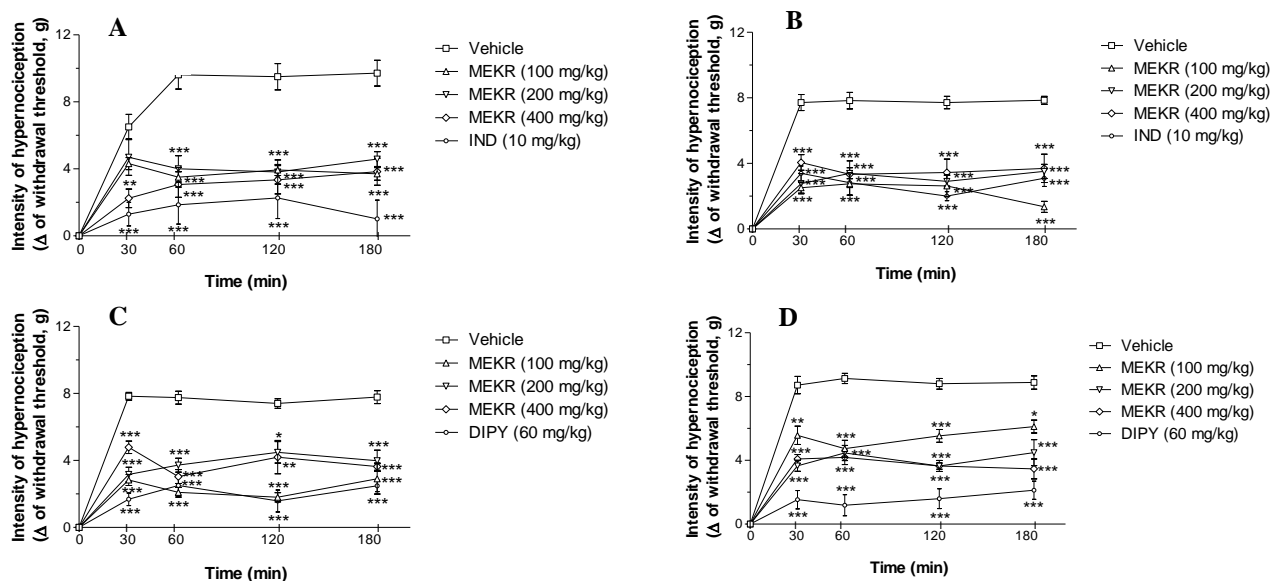 A
Intensity of hypernociception
(Δ of withdrawal threshold, g)
12
8
4
0
** *** *** ***
*** *** ***
*** *** ***
*** *** *** ***
0 30 60 120 180
Time (min)
Vehicle
MEKR (100 mg/kg)
MEKR (200 mg/kg)
MEKR (400 mg/kg)
IND (10 mg/kg)
B
Intensity of hypernociception
(Δ of withdrawal threshold, g)
12
8
4
0
*** *** *** ***
*** *** *** ***
*** ***
*** *** *** ***
0 30 60 120 180
Time (min)
Vehicle
MEKR (100 mg/kg)
MEKR (200 mg/kg)
MEKR (400 mg/kg)
IND (10 mg/kg)
C
Intensity of hypernociception
(Δ of withdrawal threshold, g)
12
8
4
0
*** *** * ***
*** *** ** ***
*** *** *** ***
*** *** *** ***
0 30 60 120 180
Time (min)
Vehicle
MEKR (100 mg/kg)
MEKR (200 mg/kg)
MEKR (400 mg/kg)
DIPY (60 mg/kg)
D
Intensity of hypernociception
(Δ of withdrawal threshold, g)
12
8
4
0
** *** *** *
*** *** *** ***
*** *** *** ***
*** *** *** ***
0 30 60 120 180
Time (min)
Vehicle
MEKR (100 mg/kg)
MEKR (200 mg/kg)
MEKR (400 mg/kg)
DIPY (60 mg/kg)